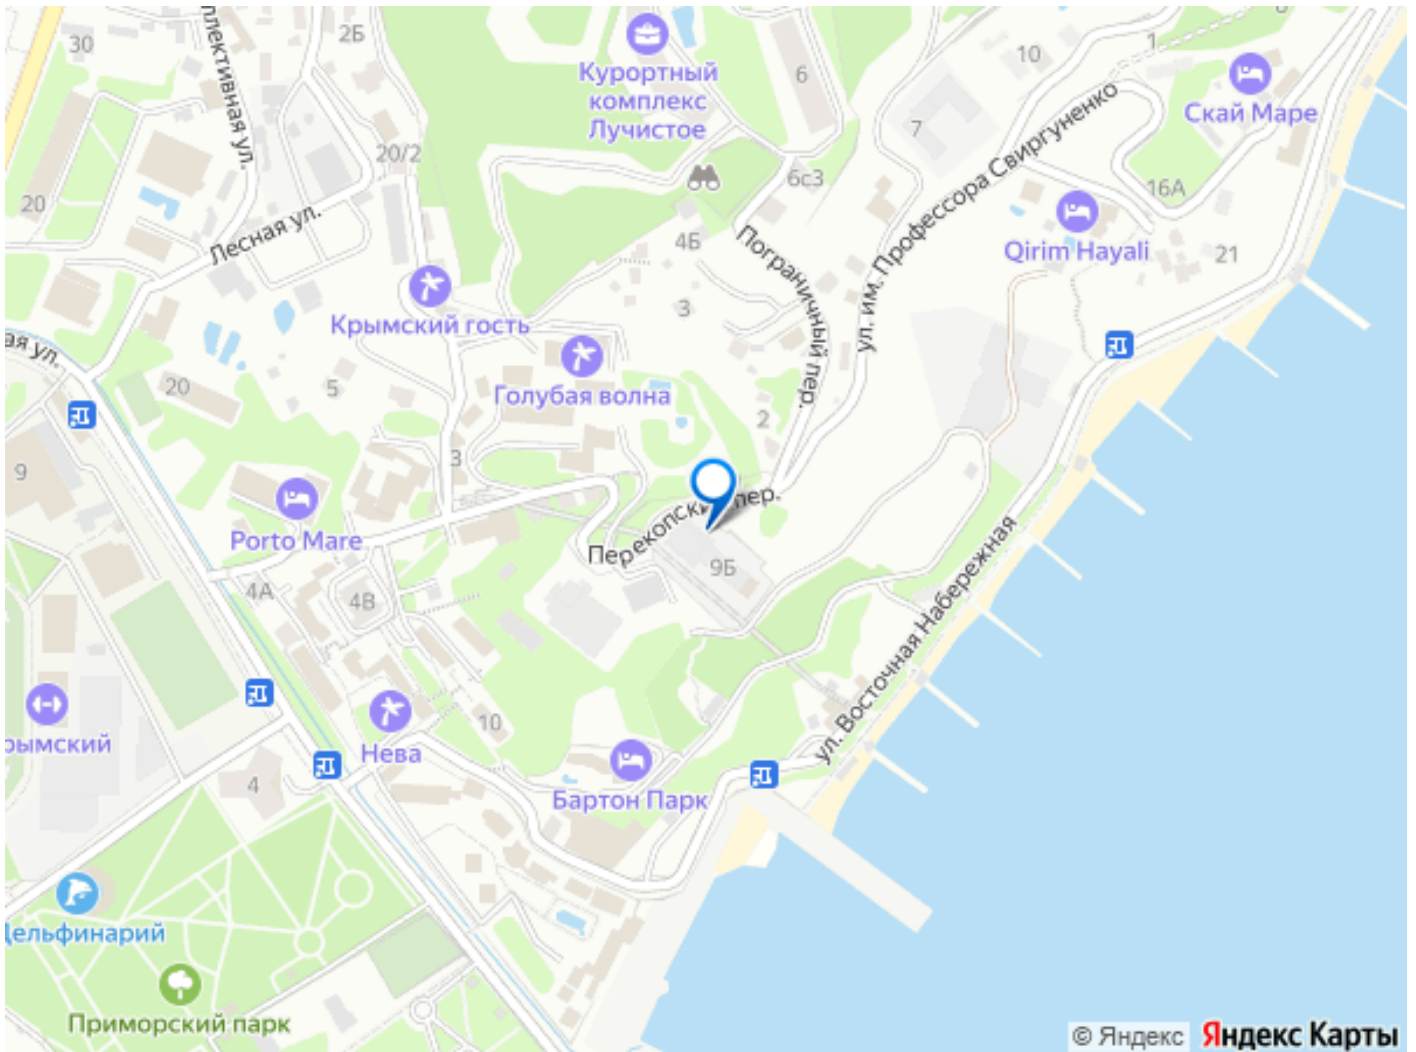 30
2Б
лективная ул.
20/2
20
Лесная ул.
Курортный
комплекс
Лучистое
6
6с3
10
1
7
Скай Маре
16А
ул. им. Профессора Свиргуненко
Qirim Hayali
21
4Б
3
Пограничный пер.
Крымский гость
Голубая волна
ая ул.
20
5
2
9
3
Porto Mare
Перекопский пер.
9Б
4А
4В
ул. Восточная Набережная
рымский
Нева
10
4
Бартон Парк
Дельфинарий
Приморский парк
© Яндекс Яндекс Карты